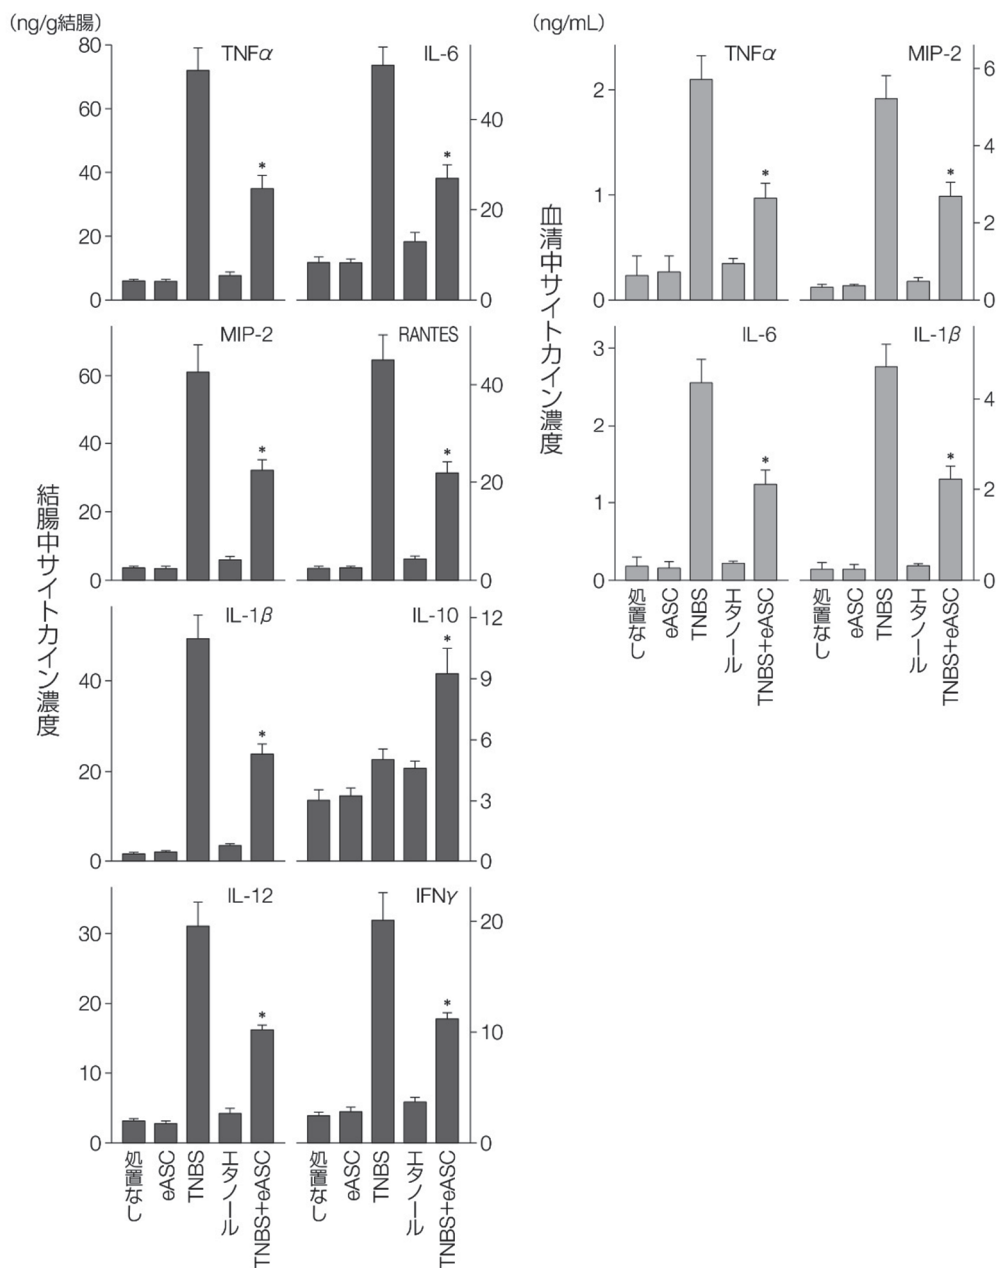 (ng/g結腸)
結腸中サイトカイン濃度
TNFα
80
60
40
20
0
IL-6
40
20
0
MIP-2
60
40
20
0
RANTES
40
20
0
IL-1β
40
20
0
IL-10
12
9
6
3
0
IL-12
30
20
10
0
IFNγ
20
10
0
*
*
*
*
*
*
*
*
処置なし
eASC
TNBS
エタノール
TNBS+eASC
処置なし
eASC
TNBS
エタノール
TNBS+eASC
(ng/mL)
血清中サイトカイン濃度
TNFα
2
1
0
MIP-2
6
4
2
0
IL-6
3
2
1
0
IL-1β
4
2
0
*
*
*
*
処置なし
eASC
TNBS
エタノール
TNBS+eASC
処置なし
eASC
TNBS
エタノール
TNBS+eASC